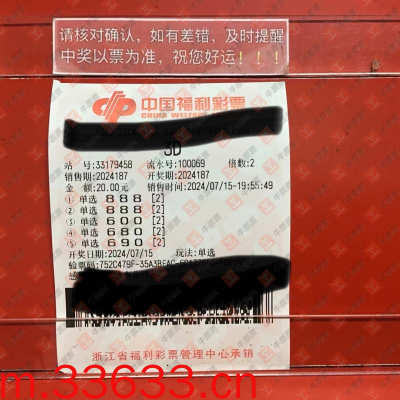 请核对确认，如有差错，及时提醒
中奖以票为准，祝您好运！！！
中国福利彩票
3D
站 号:33179458 流水号:100069 倍数:2
销售期:2024187 开奖期:2024187
金 额:20.00元 销售时间:2024/07/15-19:55:49
① 单选 8 8 8 [2]
② 单选 8 8 8 [2]
③ 单选 6 0 0 [2]
④ 单选 6 8 0 [2]
⑤ 单选 6 9 0 [2]
开奖日期:2024/07/15 玩法:单选
验票码:752C479F-35A3BFAC
浙江省福利彩票管理中心承销
m.33633.cn